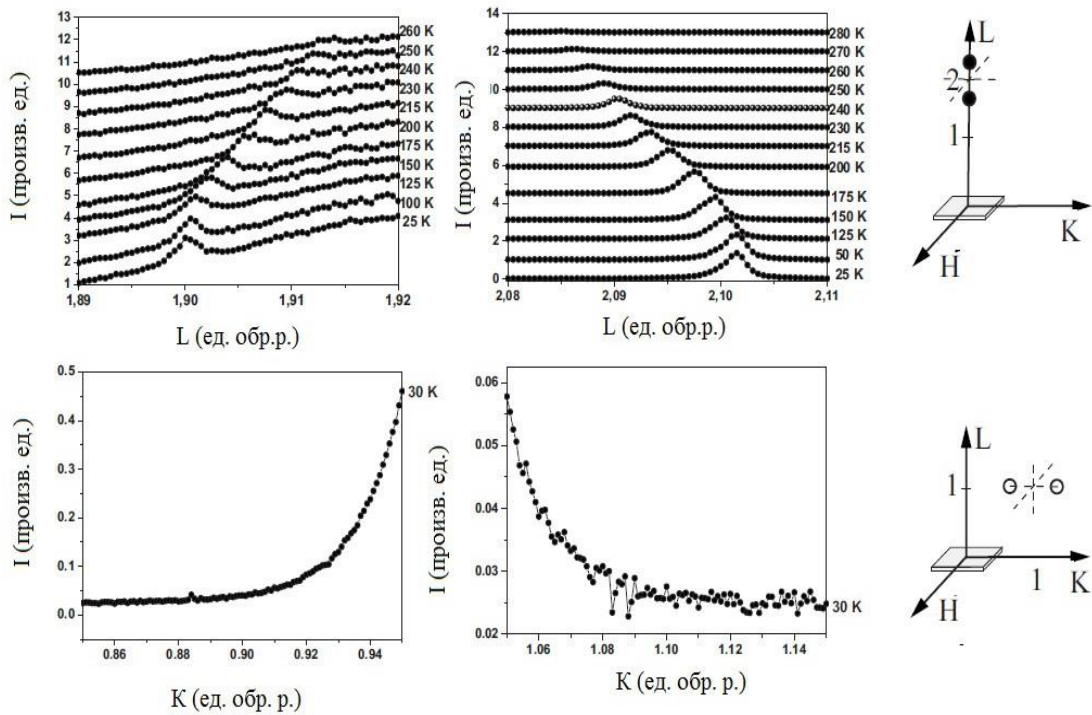 I (произв. ед.)
13
12
11
10
9
8
7
6
5
4
3
2
1
260 K
250 K
240 K
230 K
215 K
200 K
175 K
150 K
125 K
100 K
25 K
1,89 1,90 1,91 1,92
L (ед. обр.р.)
I (произв. ед.)
14
12
10
8
6
4
2
0
280 K
270 K
260 K
250 K
240 K
230 K
215 K
200 K
175 K
150 K
125 K
50 K
25 K
2,08 2,09 2,10 2,11
L (ед. обр.р.)
L
2
1
K
H
I (произв. ед.)
0.5
0.4
0.3
0.2
0.1
0.0
30 K
0.86 0.88 0.90 0.92 0.94
К (ед. обр. р.)
I (произв. ед.)
0.06
0.05
0.04
0.03
0.02
30 K
1.06 1.08 1.10 1.12 1.14
К (ед. обр. р.)
L
1
K
1
H